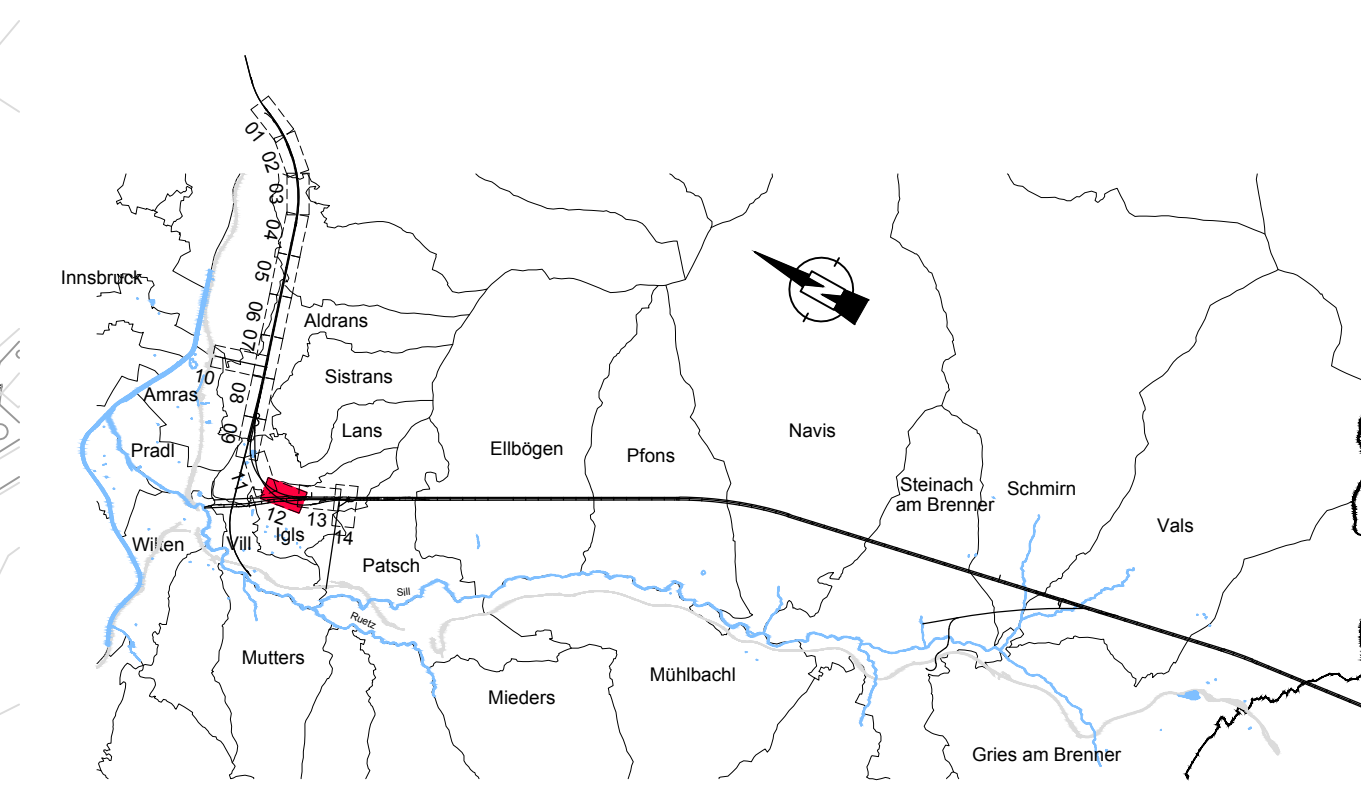 01
02
03
04
05
06
07
08
09
10
11
12
13
14
Innsbruck
Aldrans
Sistrans
Amras
Lans
Pradl
Ellbögen
Pfons
Navis
N
Steinach
am Brenner
Schmirn
Vals
Wilten
Vill
Igls
Patsch
Sill
Ruetz
Mutters
Mieders
Mühlbachl
Gries am Brenner